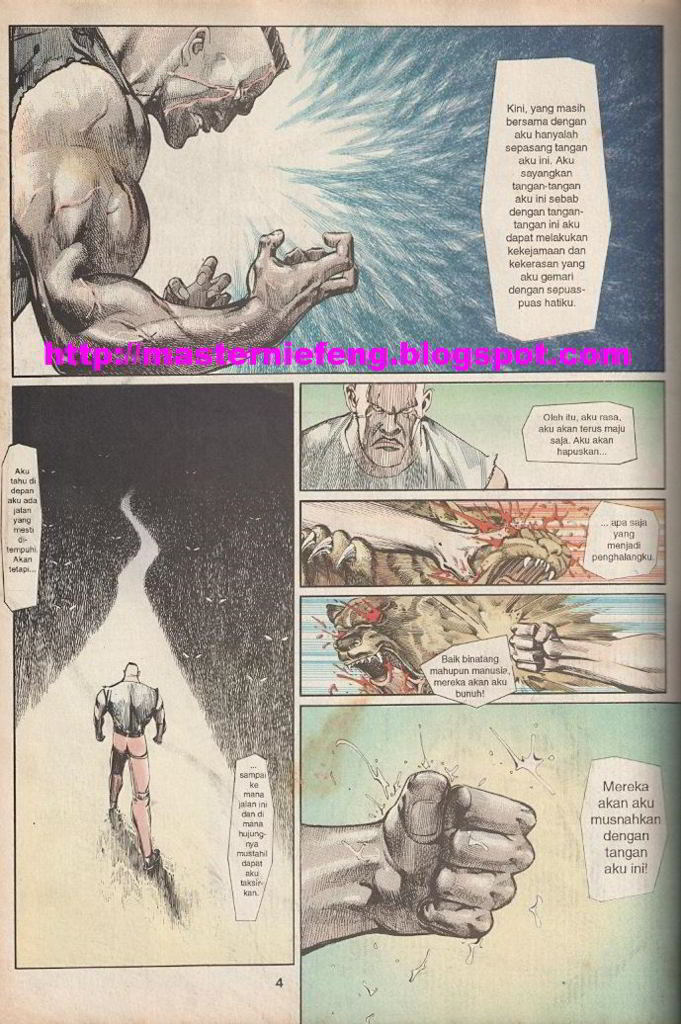 Kini, yang masih
bersama dengan
aku hanyalah
sepasang tangan
aku ini. Aku
sayangkan
tangan-tangan
aku ini sebab
dengan tangan-
tangan ini aku
dapat melakukan
kekejamaan dan
kekerasan yang
aku gemari
dengan sepuas-
puas hatiku.
http://masterniefeng.blogspot.com
Aku
tahu di
depan
aku ada
jalan
yang
mesti
di-
tempuhi.
Akan
tetapi...
...
sampai
ke
mana
jalan ini
dan di
mana
hujung-
nya
mustahil
dapat
aku
taksir-
kan.
Oleh itu, aku rasa,
aku akan terus maju
saja. Aku akan
hapuskan...
... apa saja
yang
menjadi
penghalangku.
Baik binatang
mahupun manusia,
mereka akan aku
bunuh!
Mereka
akan aku
musnahkan
dengan
tangan
aku ini!
4